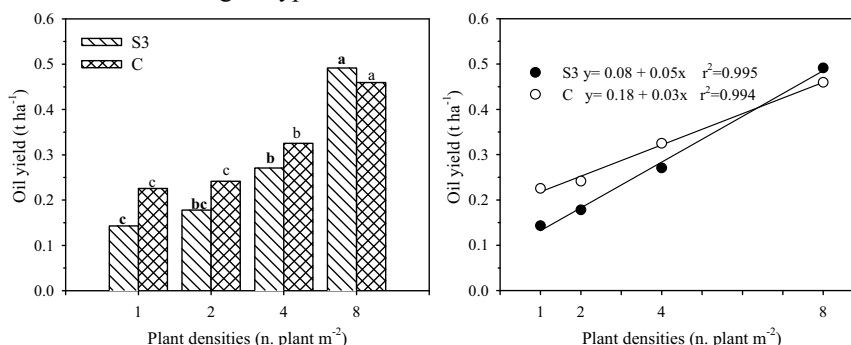 0.6
0.5
0.4
0.3
0.2
0.1
0.0
Oil yield (t ha-1)
S3
C
c
c
bc
c
b
b
a
a
1 2 4 8
Plant densities (n. plant m-2)
0.6
0.5
0.4
0.3
0.2
0.1
0.0
Oil yield (t ha-1)
S3 y= 0.08 + 0.05x r2=0.995
C y= 0.18 + 0.03x r2=0.994
1 2 4 8
Plant densities (n. plant m-2)